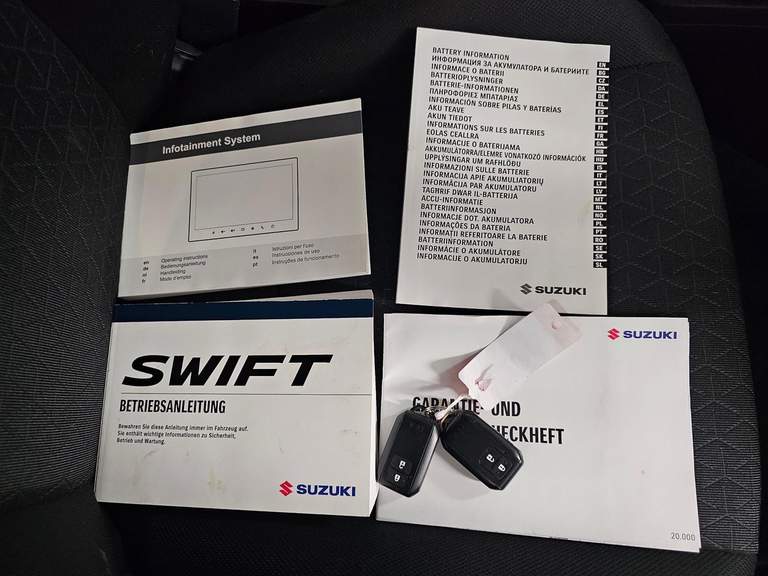 Infotainment System
en Operating instructions
de Bedienungsanleitung
nl Handleiding
fr Mode d'emploi
it Istruzioni per l'uso
es Instrucciones de uso
pt Instruções de funcionamento
BATTERY INFORMATION EN
ИНФОРМАЦИЯ ЗА АКУМУЛАТОРА И БАТЕРИИТЕ BG
INFORMACE O BATERII CZ
BATTERIOPLYSNINGER DA
BATTERIE-INFORMATIONEN DE
ΠΛΗΡΟΦΟΡΙΕΣ ΜΠΑΤΑΡΙΑΣ EL
INFORMACIÓN SOBRE PILAS Y BATERÍAS ES
AKU TEAVE ET
AKUN TIEDOT FI
INFORMATIONS SUR LES BATTERIES FR
EOLAS CEALLRA GA
INFORMACIJE O BATERIJAMA HR
AKKUMULÁTORRA/ELEMRE VONATKOZÓ INFORMÁCIÓK HU
UPPLÝSINGAR UM RAFHLÖÐU IS
INFORMAZIONI SULLE BATTERIE IT
INFORMACIJA APIE AKUMULIATORIŲ LT
INFORMĀCIJA PAR AKUMULATORU LV
TAGĦRIF DWAR IL-BATTERIJA MT
ACCU-INFORMATIE NL
BATTERIINFORMASJON NO
INFORMACJE DOT. AKUMULATORA PL
INFORMAÇÕES DA BATERIA PT
INFORMAȚII REFERITOARE LA BATERIE RO
BATTERIINFORMATION SE
INFORMÁCIE O AKUMULÁTORE SK
INFORMACIJE O AKUMULATORJU SL
SUZUKI
SWIFT
BETRIEBSANLEITUNG
Bewahren Sie diese Anleitung immer im Fahrzeug auf.
Sie enthält wichtige Informationen zu Sicherheit,
Betrieb und Wartung.
SUZUKI
SUZUKI
GARANTIE- UND
HECKHEFT
20.000